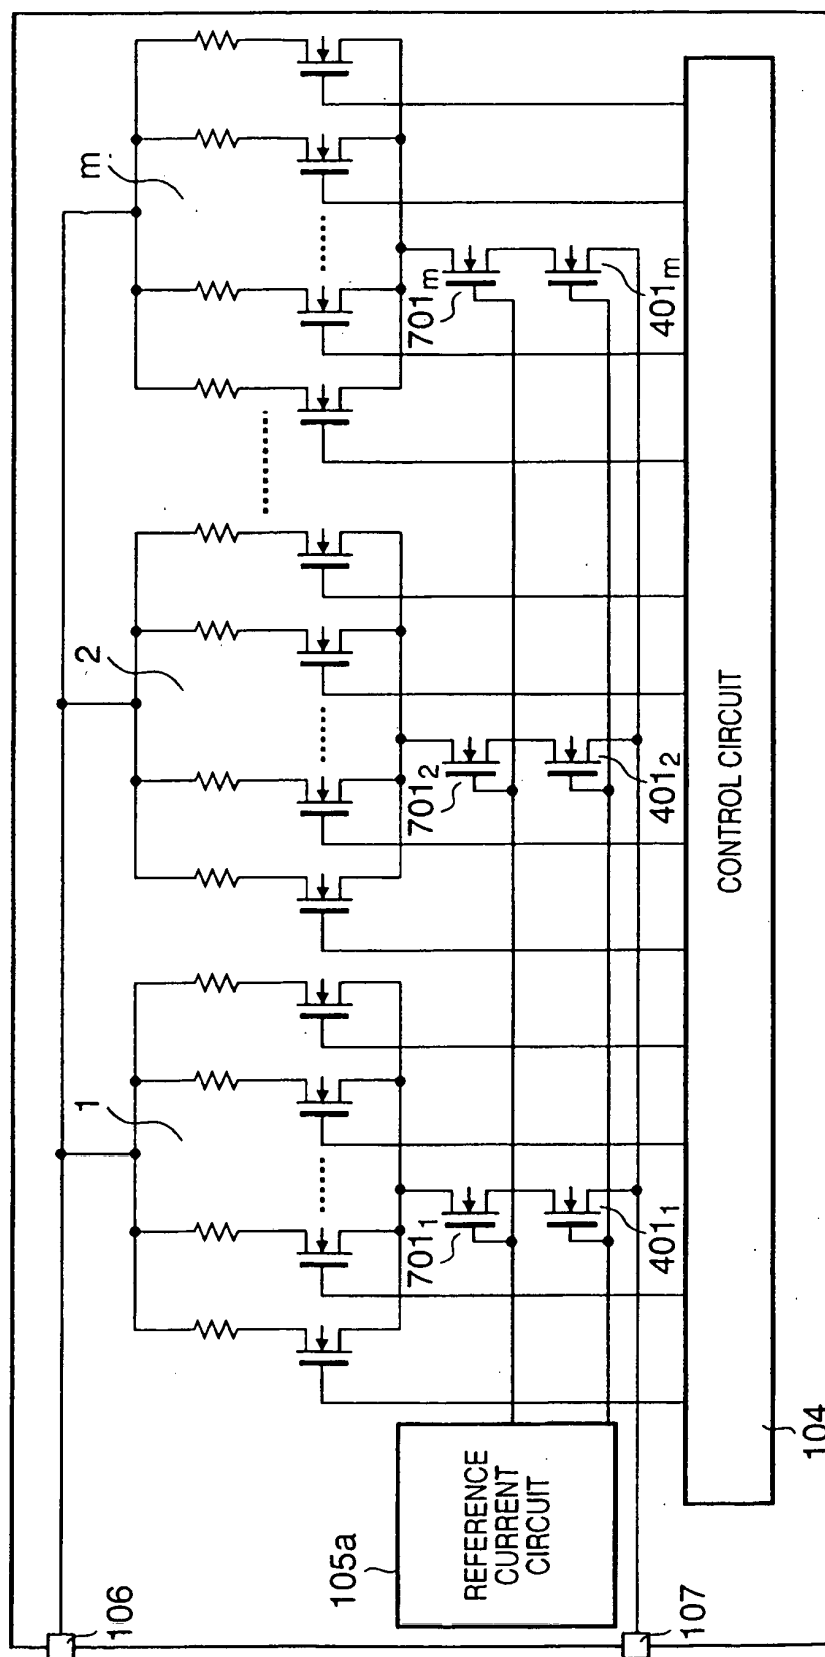 1
2
m
701₁
701₂
701ₘ
401₁
401₂
401ₘ
105a
REFERENCE
CURRENT
CIRCUIT
106
107
CONTROL CIRCUIT
104